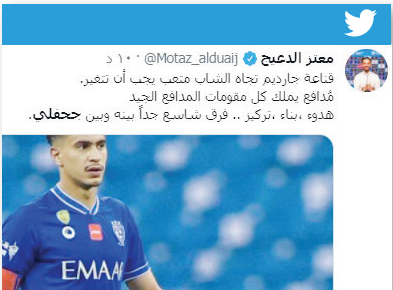 معتز الدعيج @Motaz_alduaij · ١٠ د
قناعة جارديم تجاه الشاب متعب يجب أن تتغير.
مُدافع يملك كل مقومات المدافع الجيد
هدوء ،بناء ،تركيز .. فرق شاسع جداً بينه وبين جحفلي.
EMAA